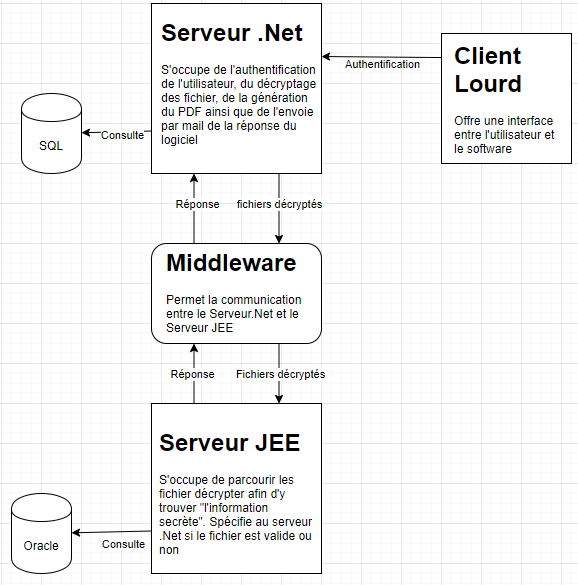 Serveur .Net
S'occupe de l'authentification
de l'utilisateur, du décryptage
des fichier, de la génération
du PDF ainsi que de l'envoie
par mail de la réponse du
logiciel
Authentification
Client
Lourd
Offre une interface
entre l'utilisateur et
le software
SQL
Consulte
Réponse
fichiers décryptés
Middleware
Permet la communication
entre le Serveur.Net et le
Serveur JEE
Réponse
Fichiers décryptés
Serveur JEE
S'occupe de parcourir les
fichier décrypter afin d'y
trouver "l'information
secrète". Spécifie au serveur
.Net si le fichier est valide ou
non
Oracle
Consulte